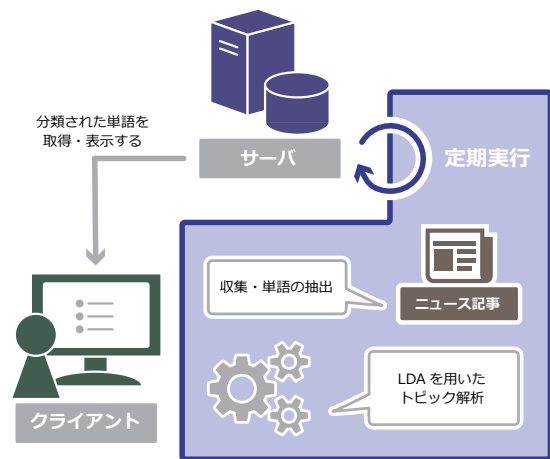 分類された単語を
取得・表示する
サーバ
定期実行
収集・単語の抽出
ニュース記事
LDA を用いた
トピック解析
クライアント